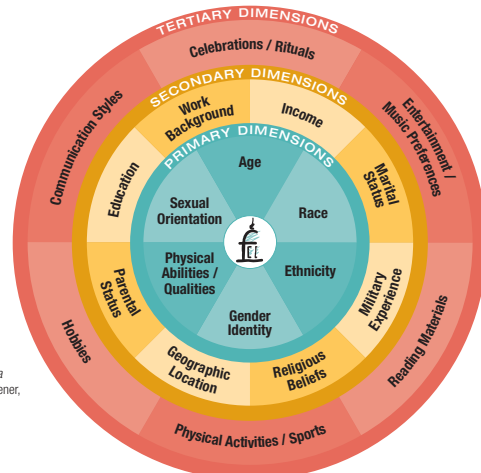 TERTIARY DIMENSIONS
Celebrations / Rituals
Entertainment /
Music Preferences
Reading Materials
Physical Activities / Sports
Hobbies
Communication Styles
SECONDARY DIMENSIONS
Work
Background
Income
Marital
Status
Military
Experience
Religious
Beliefs
Geographic
Location
Parental
Status
Education
PRIMARY DIMENSIONS
Age
Race
Ethnicity
Gender
Identity
Physical
Abilities /
Qualities
Sexual
Orientation
a
ener,